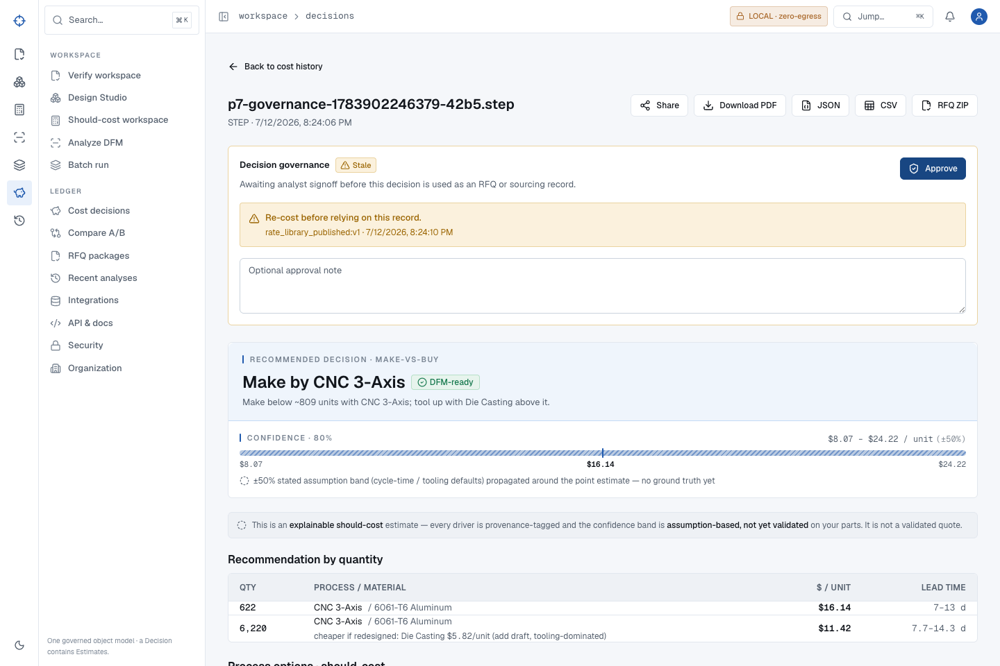 Search...
⌘ K
WORKSPACE
Verify workspace
Design Studio
Should-cost workspace
Analyze DFM
Batch run
LEDGER
Cost decisions
Compare A/B
RFQ packages
Recent analyses
Integrations
API & docs
Security
Organization
One governed object model · a Decision
contains Estimates.
workspace > decisions
LOCAL · zero-egress
Jump...
⌘K
Back to cost history
p7-governance-1783902246379-42b5.step
STEP · 7/12/2026, 8:24:06 PM
Share
Download PDF
JSON
CSV
RFQ ZIP
Decision governance
Stale
Approve
Awaiting analyst signoff before this decision is used as an RFQ or sourcing record.
Re-cost before relying on this record.
rate_library_published:v1 · 7/12/2026, 8:24:10 PM
Optional approval note
RECOMMENDED DECISION · MAKE-VS-BUY
Make by CNC 3-Axis
DFM-ready
Make below ~809 units with CNC 3-Axis; tool up with Die Casting above it.
CONFIDENCE · 80%
$8.07 – $24.22 / unit (±50%)
$8.07
$16.14
$24.22
±50% stated assumption band (cycle-time / tooling defaults) propagated around the point estimate — no ground truth yet
This is an explainable should-cost estimate — every driver is provenance-tagged and the confidence band is assumption-based, not yet validated on your parts. It is not a validated quote.
Recommendation by quantity
QTY PROCESS / MATERIAL $ / UNIT LEAD TIME
622 CNC 3-Axis / 6061-T6 Aluminum $16.14 7–13 d
6,220 CNC 3-Axis / 6061-T6 Aluminum $11.42 7.7–14.3 d
cheaper if redesigned: Die Casting $5.82/unit (add draft, tooling-dominated)
Process options · should-cost